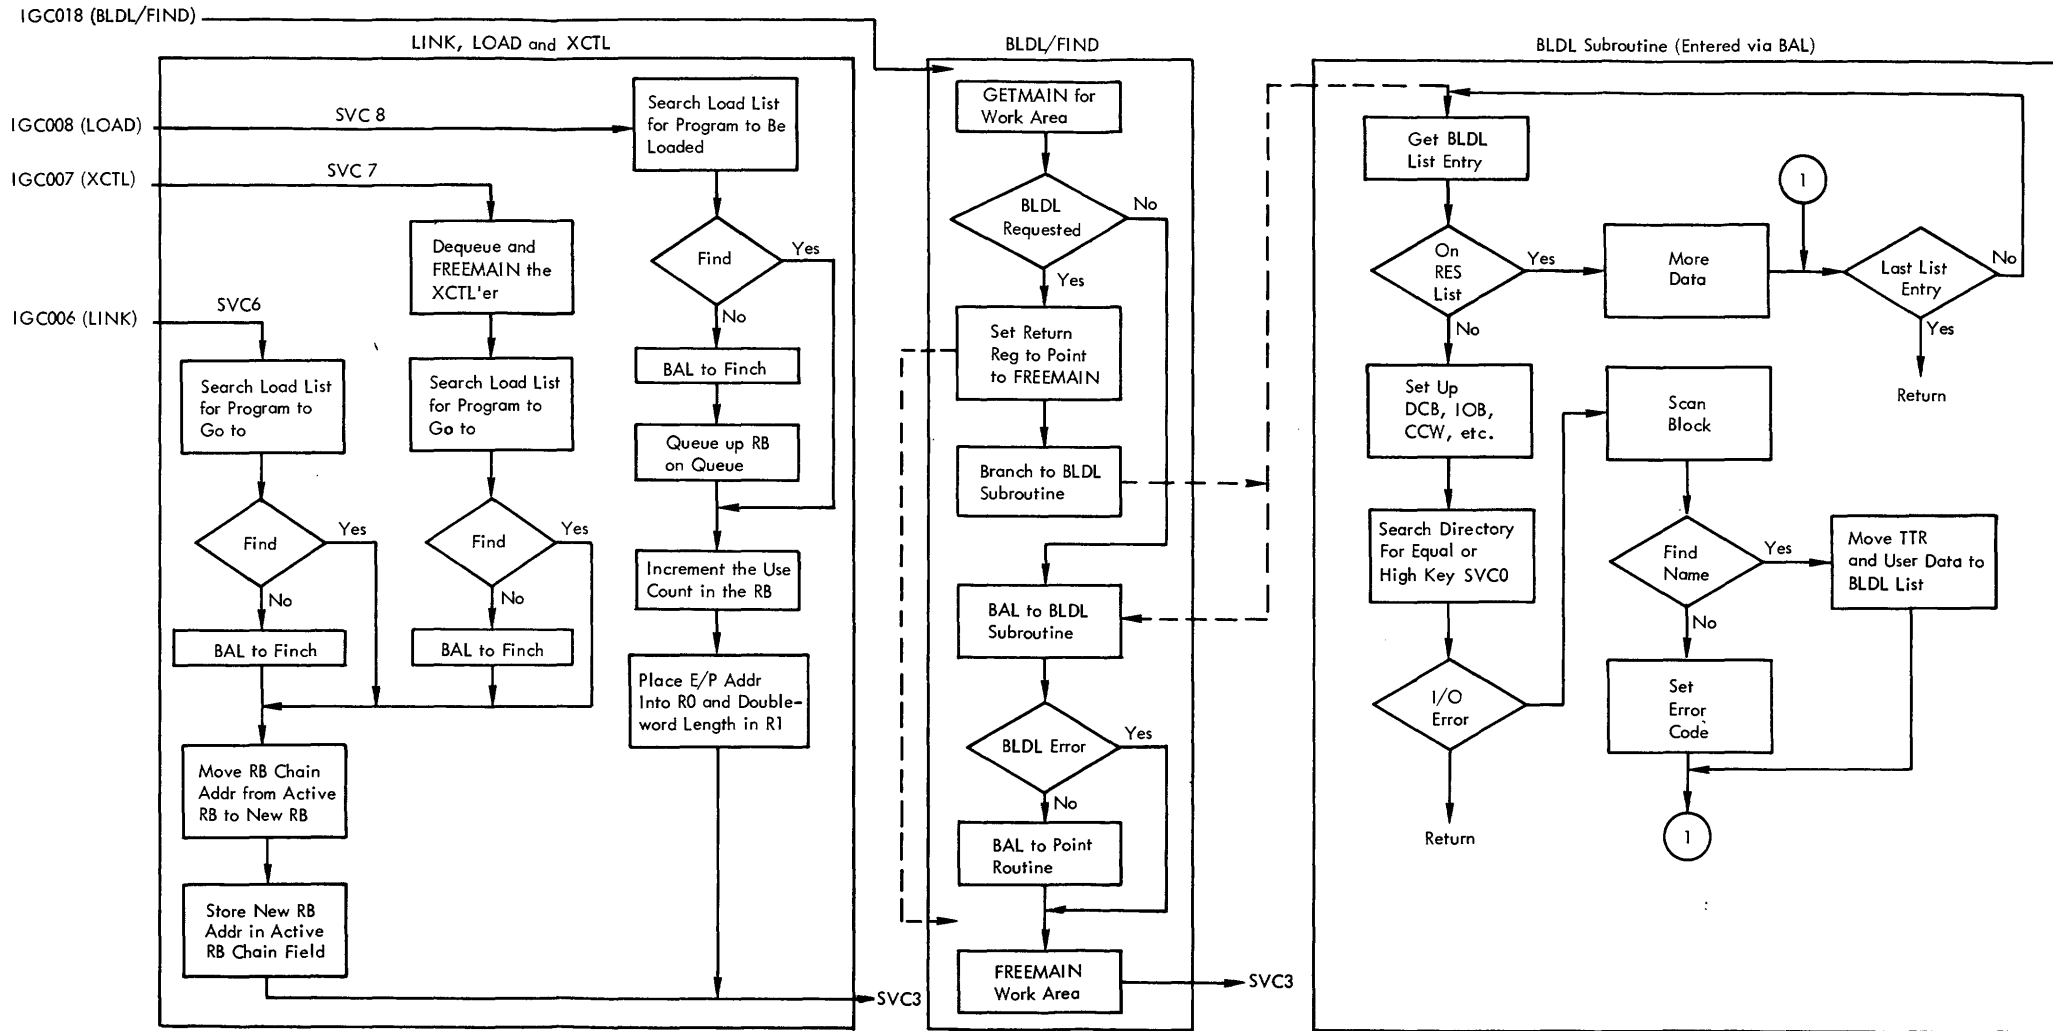 IGC018 (BLDL/FIND)
LINK, LOAD and XCTL
BLDL/FIND
BLDL Subroutine (Entered via BAL)
IGC008 (LOAD)
SVC 8
IGC007 (XCTL)
SVC 7
IGC006 (LINK)
SVC6
Search Load List
for Program to
Go to
Find
Yes
No
BAL to Finch
Move RB Chain
Addr from Active
RB to New RB
Store New RB
Addr in Active
RB Chain Field
Dequeue and
FREEMAIN the
XCTL'er
Search Load List
for Program to
Go to
Find
Yes
No
BAL to Finch
Search Load List
for Program to Be
Loaded
Find
Yes
No
BAL to Finch
Queue up RB
on Queue
Increment the Use
Count in the RB
Place E/P Addr
Into R0 and Double-
word Length in R1
SVC3
GETMAIN for
Work Area
BLDL
Requested
No
Yes
Set Return
Reg to Point
to FREEMAIN
Branch to BLDL
Subroutine
BAL to BLDL
Subroutine
BLDL Error
Yes
No
BAL to Point
Routine
FREEMAIN
Work Area
SVC3
Get BLDL
List Entry
On
RES
List
Yes
No
More
Data
1
Last List
Entry
No
Yes
Return
Set Up
DCB, IOB,
CCW, etc.
Search Directory
For Equal or
High Key SVC0
I/O
Error
Return
Scan
Block
Find
Name
Yes
No
Move TTR
and User Data to
BLDL List
Set
Error
Code
1